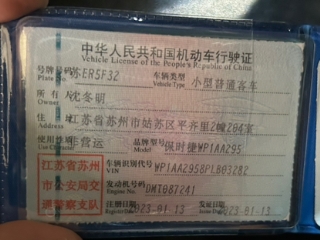 中华人民共和国机动车行驶证
Vehicle License of the People's Republic of China
号牌号码 苏ER5F32 车辆类型 小型普通客车
Plate No. Vehicle Type
所有人 沈冬明
Owner
住址 江苏省苏州市姑苏区平齐里2幢204室
Address
使用性质 非营运 品牌型号 保时捷WP1AA295
Model
江苏省苏州
市公安局交
通警察支队
车辆识别代号 WP1AA2958PLB03282
VIN
发动机号码 DMT087241
Engine No.
注册日期 2023-01-13 发证日期 2023-01-13
Register Date Issue Date